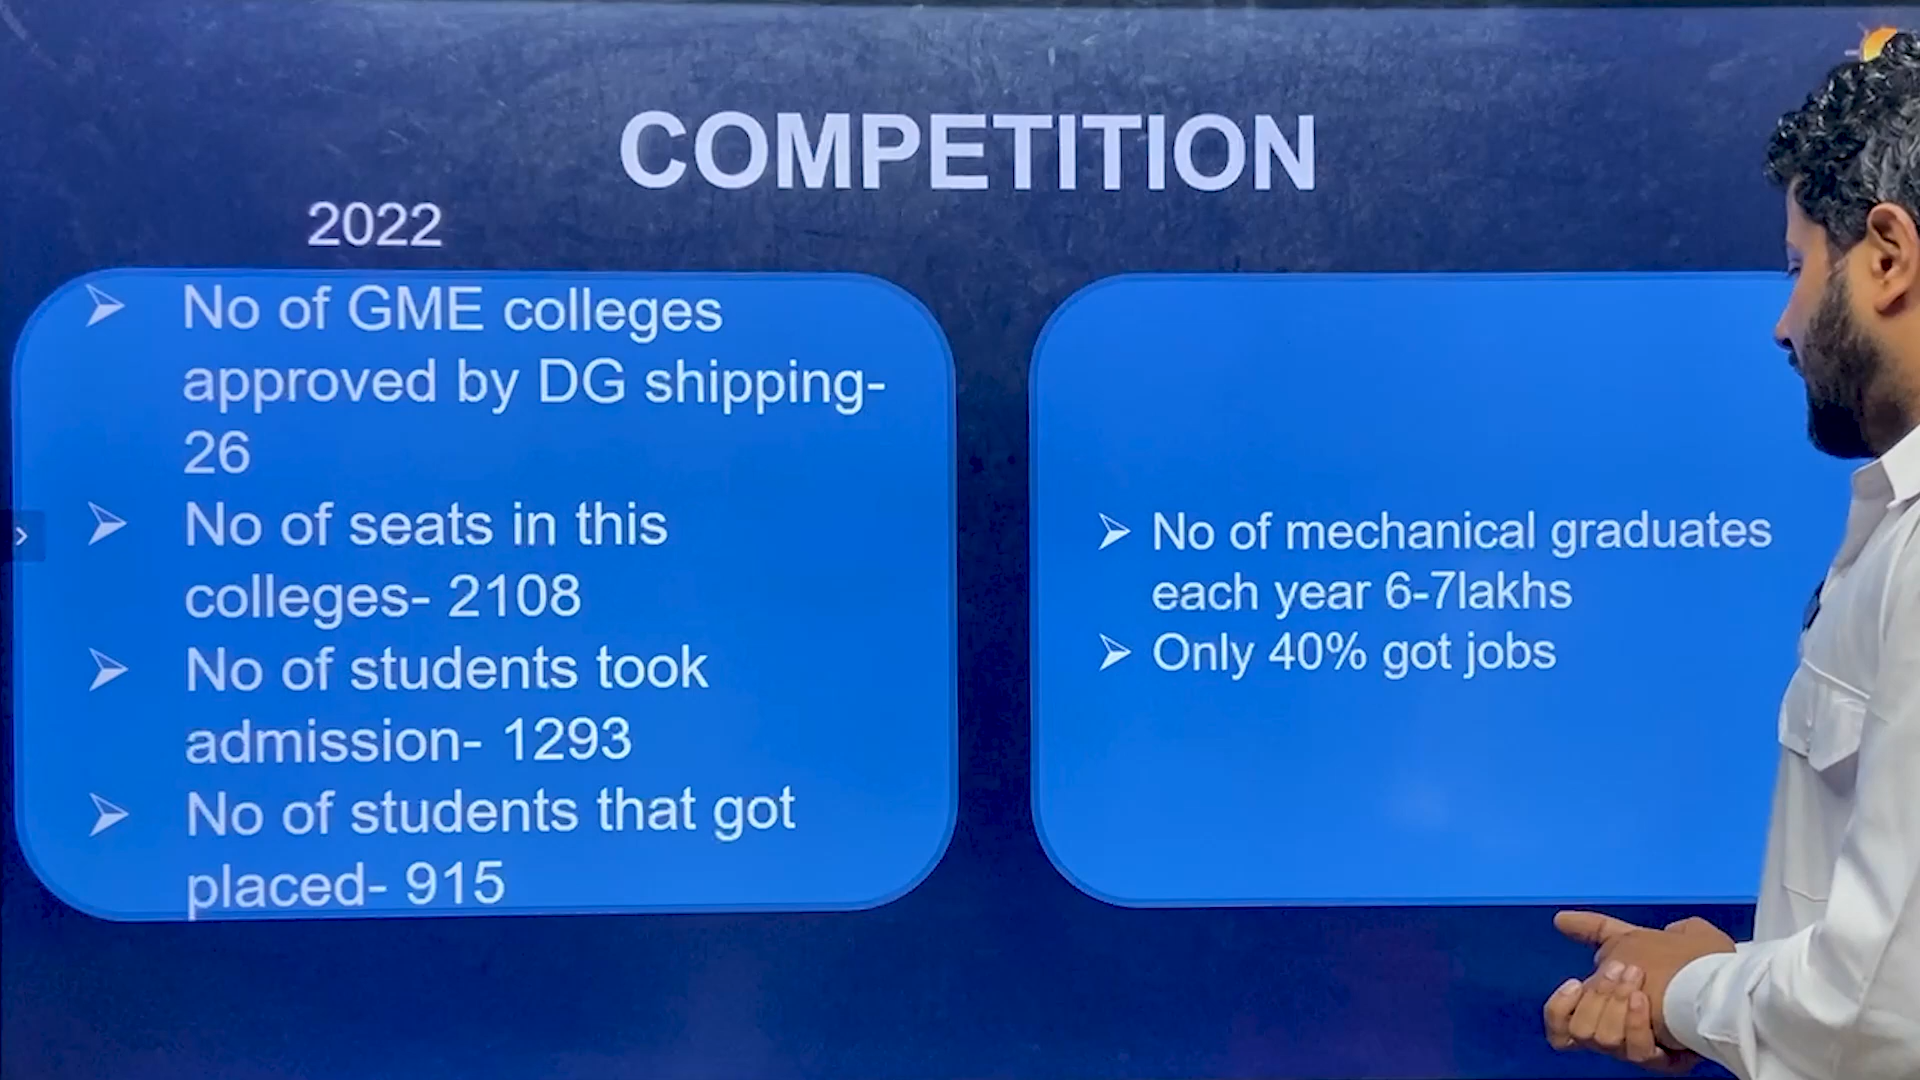 COMPETITION
2022
No of GME colleges
approved by DG shipping-
26
No of seats in this
colleges- 2108
No of students took
admission- 1293
No of students that got
placed- 915
No of mechanical graduates
each year 6-7lakhs
Only 40% got jobs